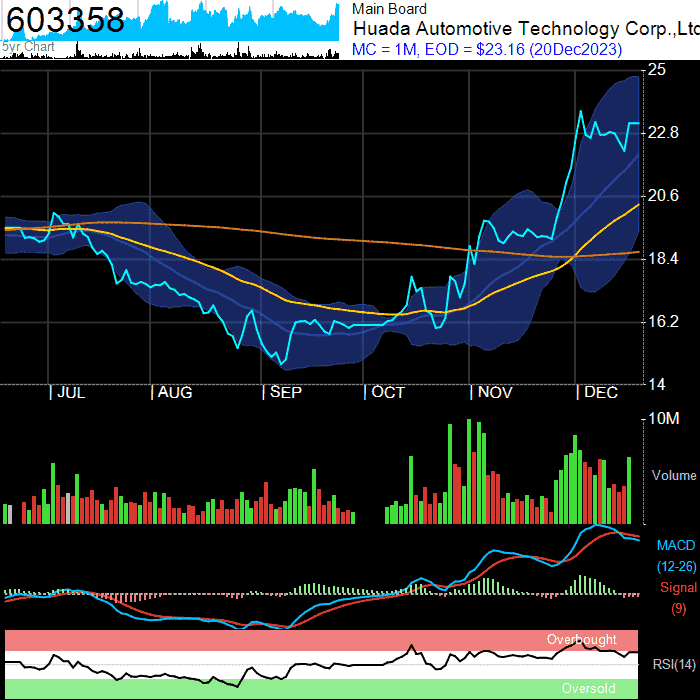 603358
5yr Chart
Main Board
Huada Automotive Technology Corp.,Ltd
MC = 1M, EOD = $23.16 (20Dec2023)
25
22.8
20.6
18.4
16.2
14
JUL AUG SEP OCT NOV DEC
10M
Volume
MACD
(12-26)
Signal
(9)
Overbought
RSI(14)
Oversold